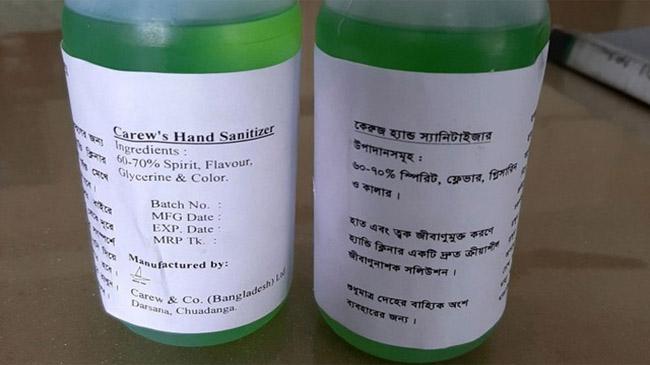 Carew's Hand Sanitizer
Ingredients :
60-70% Spirit, Flavour,
Glycerine & Color.
Batch No. :
MFG Date :
EXP. Date :
MRP Tk. :
Manufactured by:
Carew & Co. (Bangladesh) Ltd
Darsana, Chuadanga.
জন্য
ক্লিনার
কেরুজ হ্যান্ড স্যানিটাইজার
উপাদানসমূহ :
৬০-৭০% স্পিরিট, ফ্লেভার, গ্লিসারিন
ও কালার ।
হাত এবং ত্বক জীবাণুমুক্ত করণে
হ্যান্ডি ক্লিনার একটি দ্রুত ক্রীয়াশীল
জীবাণুনাশক সলিউশন ।
শুধুমাত্র দেহের বাহ্যিক অংশ
ব্যবহারের জন্য ।